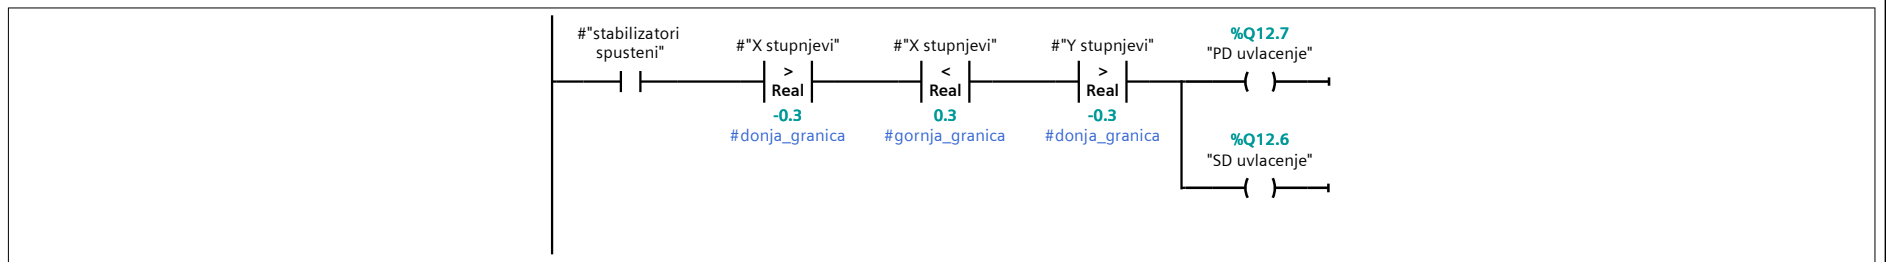 #"stabilizatori
spusteni"
#"X stupnjevi"
>
Real
-0.3
#donja_granica
#"X stupnjevi"
<
Real
0.3
#gornja_granica
#"Y stupnjevi"
>
Real
-0.3
#donja_granica
%Q12.7
"PD uvlacenje"
%Q12.6
"SD uvlacenje"